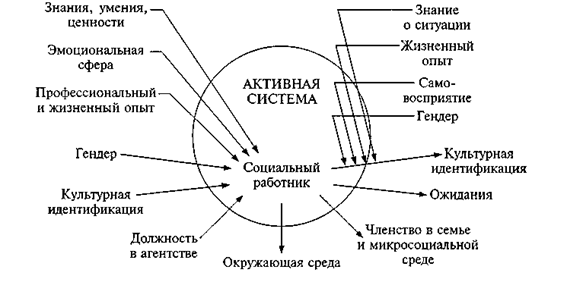 Знания, умения,
ценности
Эмоциональная
сфера
Профессиональный
и жизненный опыт
Гендер
Культурная
идентификация
Должность
в агентстве
АКТИВНАЯ
СИСТЕМА
Социальный
работник
Окружающая среда
Знание
о ситуации
Жизненный
опыт
Само-
восприятие
Гендер
Культурная
идентификация
Ожидания
Членство в семье
и микросоциальной
среде